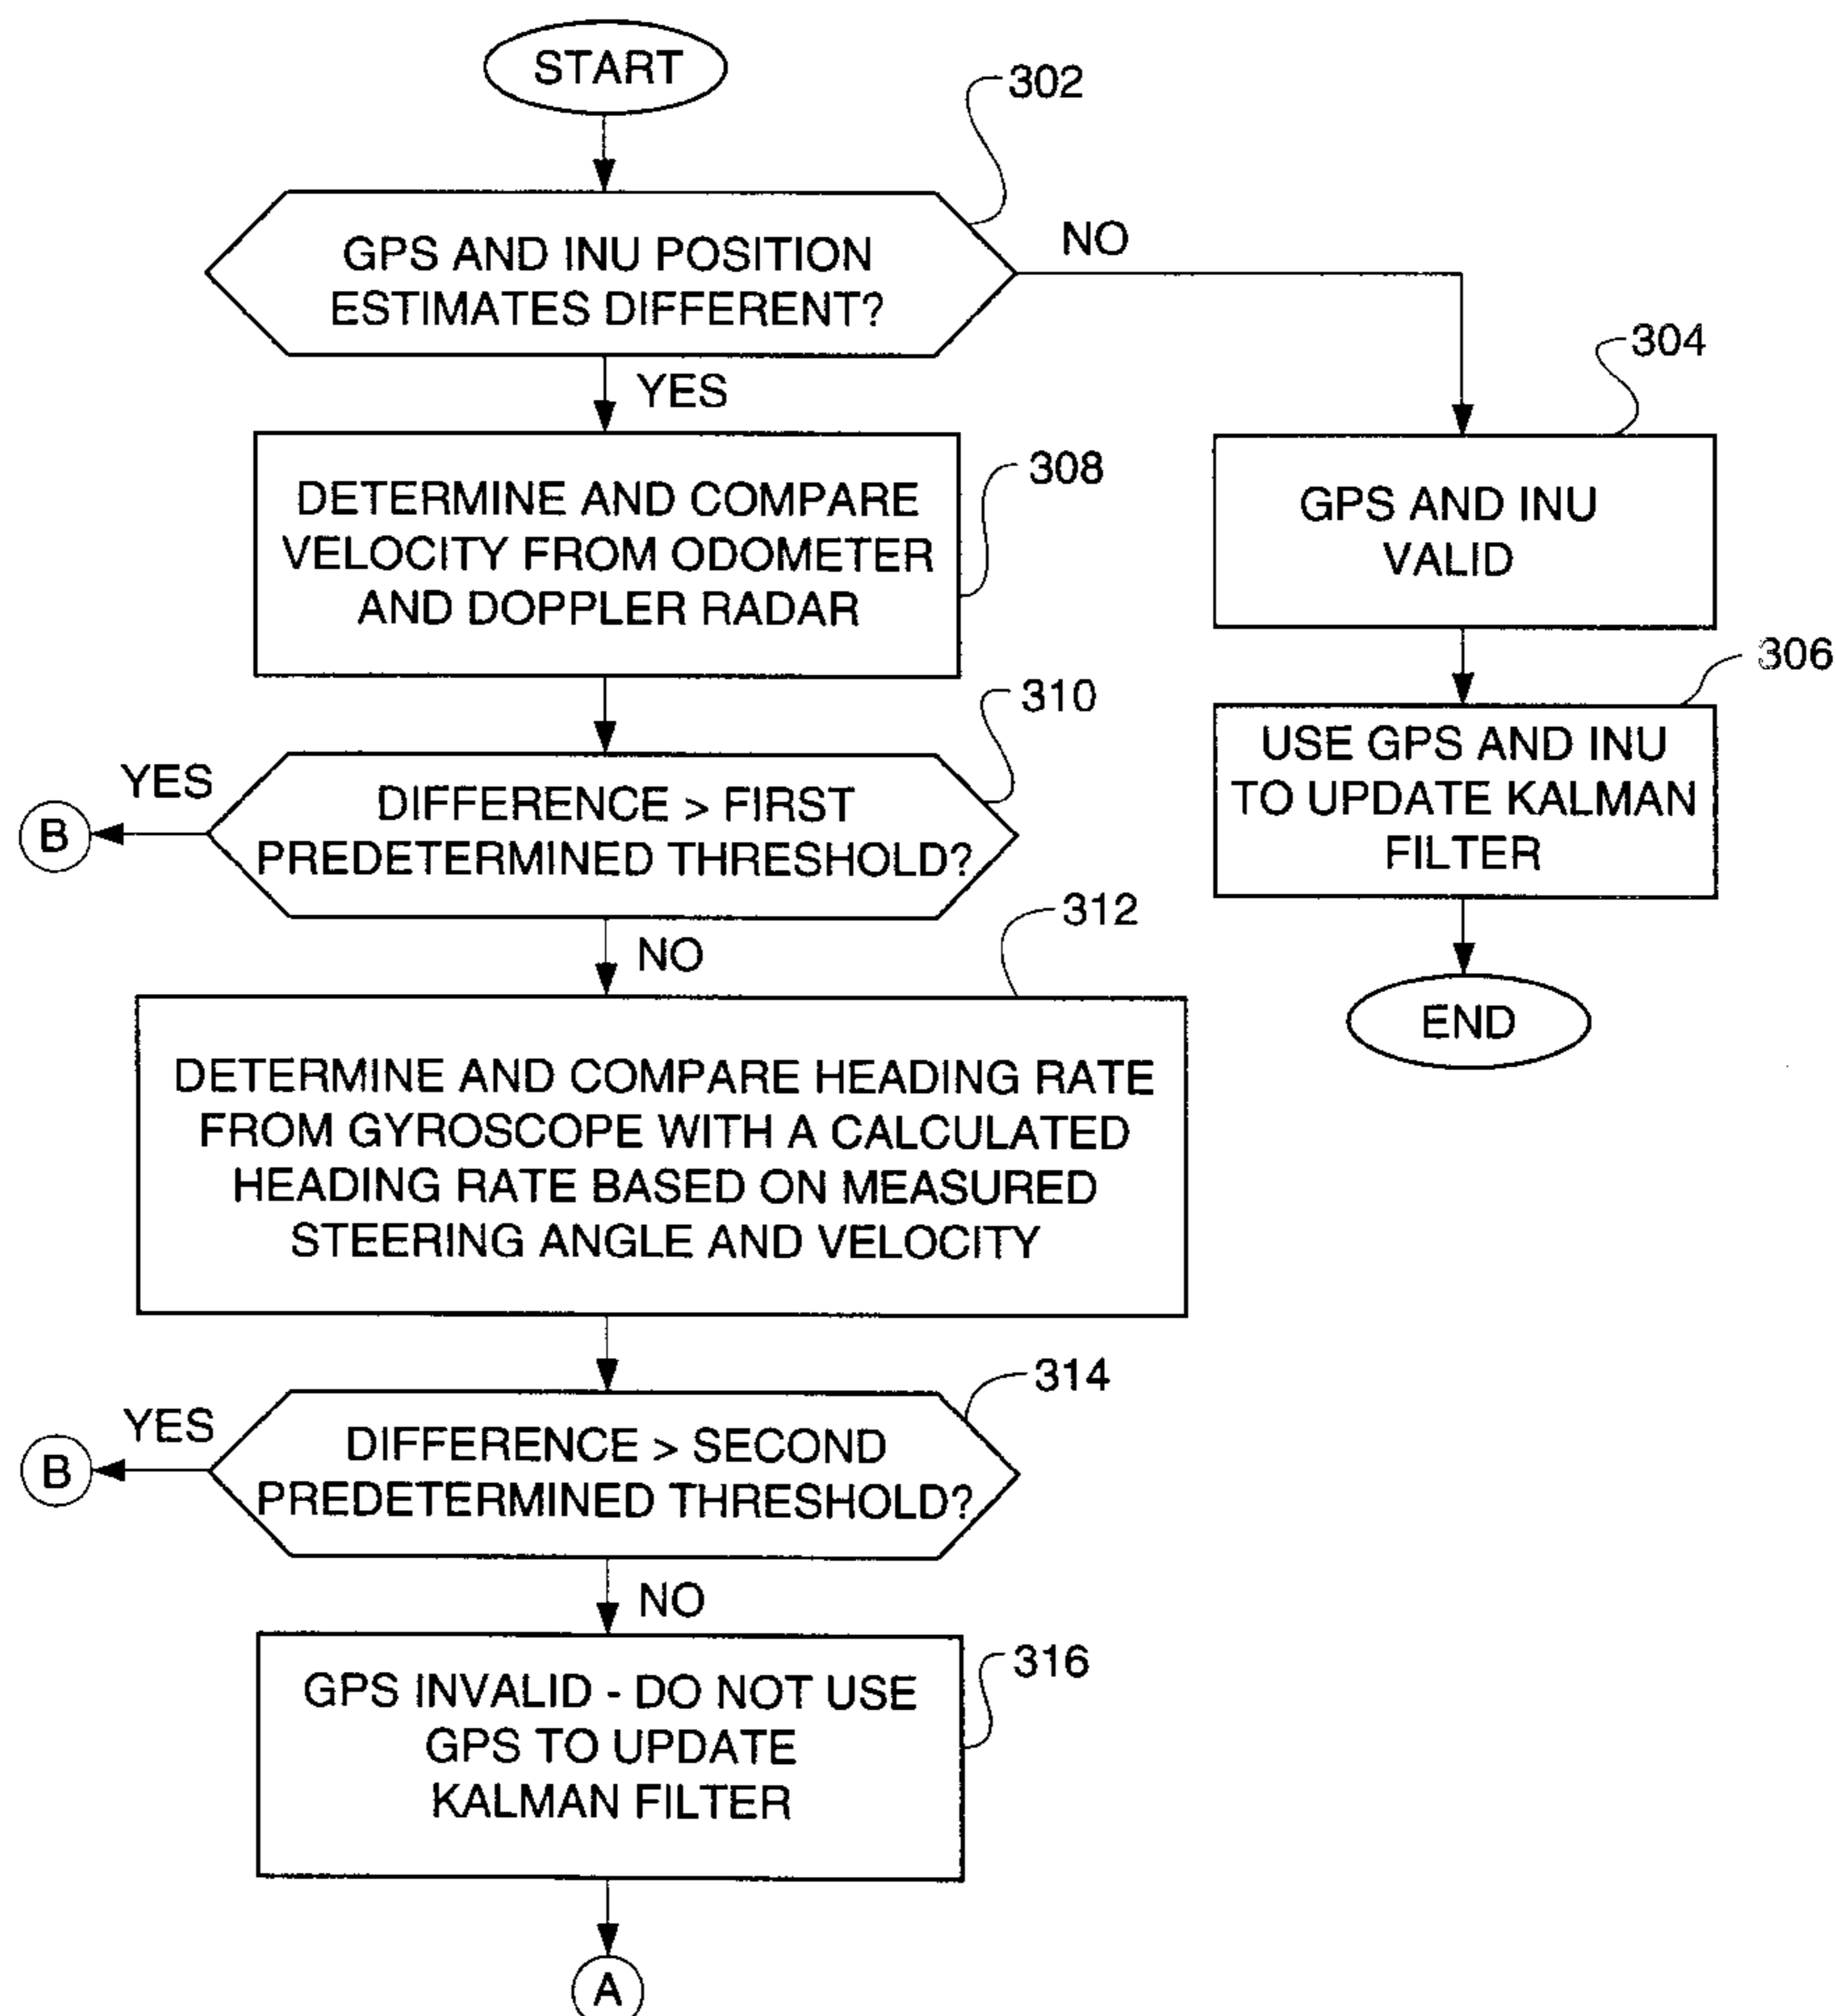 START
302
GPS AND INU POSITION
ESTIMATES DIFFERENT?
NO
YES
304
GPS AND INU
VALID
308
DETERMINE AND COMPARE
VELOCITY FROM ODOMETER
AND DOPPLER RADAR
306
USE GPS AND INU
TO UPDATE KALMAN
FILTER
END
310
YES
B
DIFFERENCE > FIRST
PREDETERMINED THRESHOLD?
NO
312
DETERMINE AND COMPARE HEADING RATE
FROM GYROSCOPE WITH A CALCULATED
HEADING RATE BASED ON MEASURED
STEERING ANGLE AND VELOCITY
314
YES
B
DIFFERENCE > SECOND
PREDETERMINED THRESHOLD?
NO
316
GPS INVALID - DO NOT USE
GPS TO UPDATE
KALMAN FILTER
A